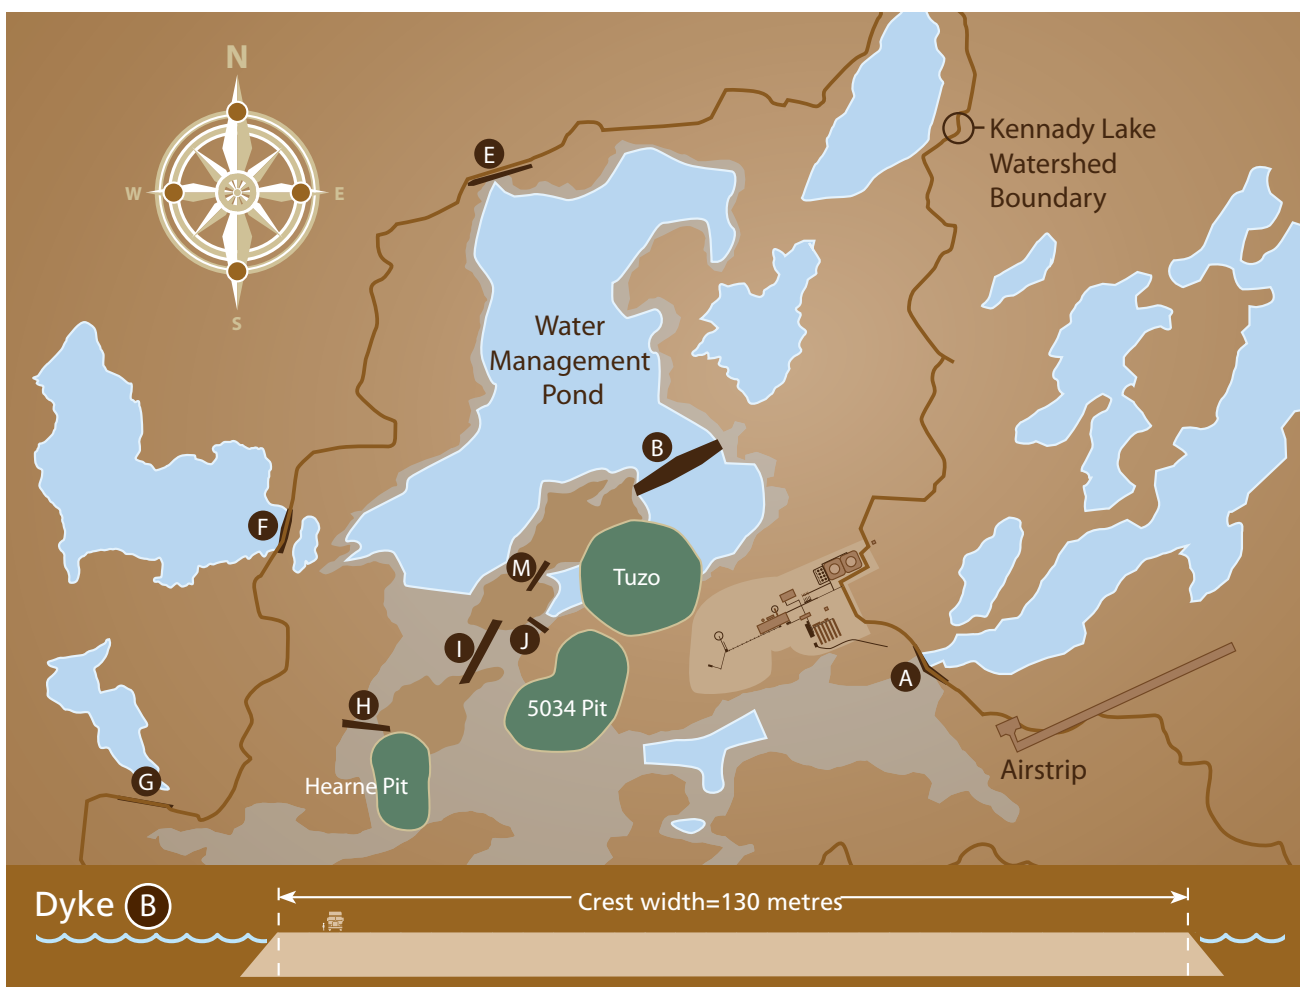 N
W
E
S
E
Kennady Lake
Watershed
Boundary
Water
Management
Pond
B
F
M
Tuzo
J
I
A
H
5034 Pit
G
Hearne Pit
Airstrip
Dyke B
Crest width=130 metres